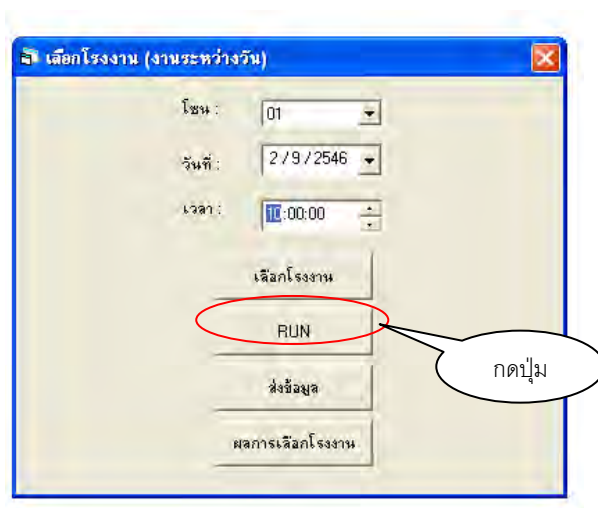 เลือกโรงงาน (งานระหว่างวัน)
โซน : 01
วันที่ : 2 / 9 / 2546
เวลา : 10:00:00
เลือกโรงงาน
RUN
กดปุ่ม
ส่งข้อมูล
ผลการเลือกโรงงาน